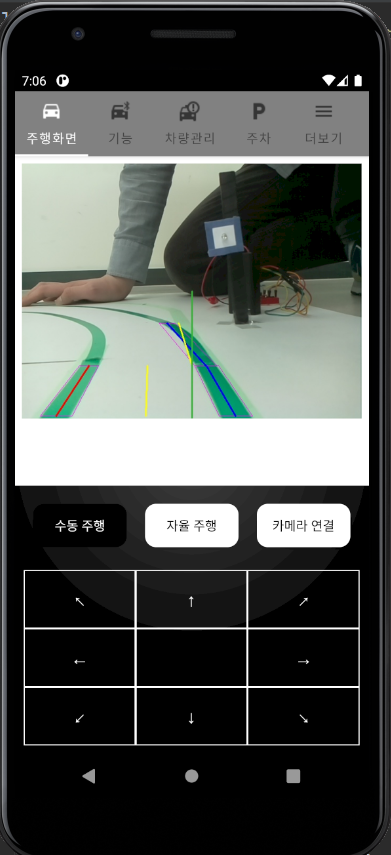 7:06
주행화면 기능 차량관리 주차 더보기
수동 주행 자율 주행 카메라 연결
↖ ↑ ↗
← →
↙ ↓ ↘